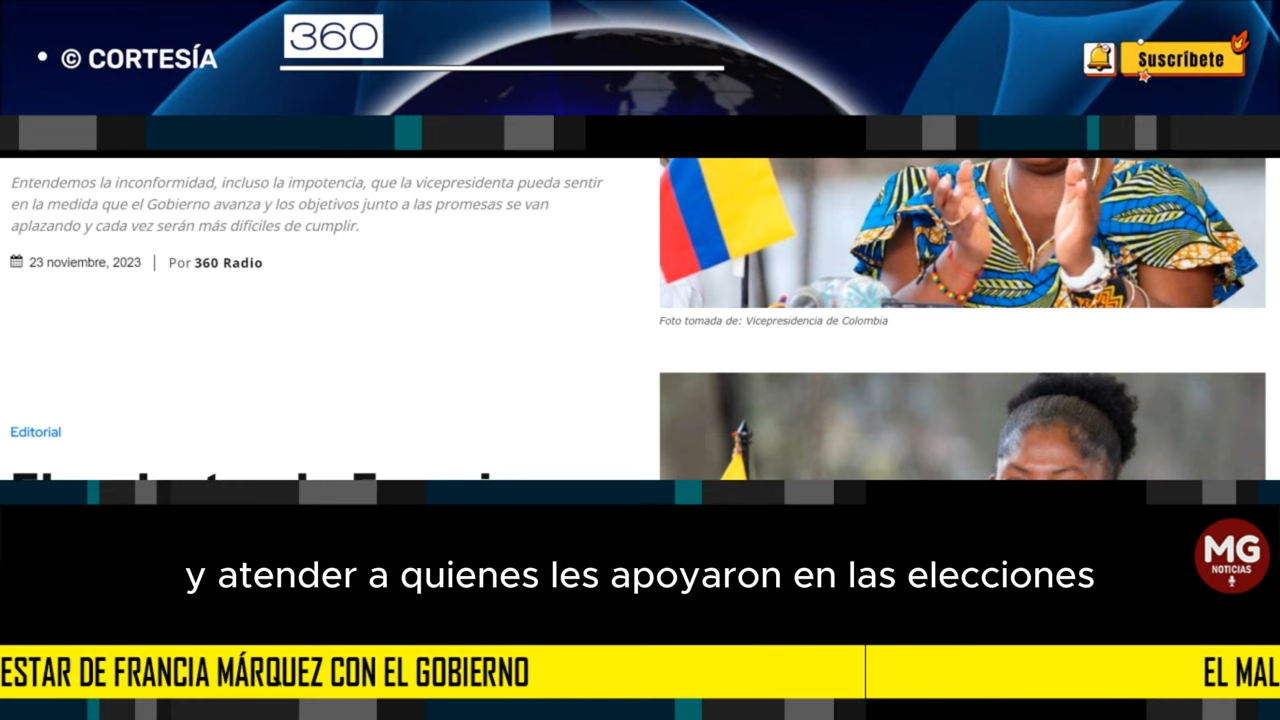 • © CORTESÍA
360
Suscríbete
Entendemos la inconformidad, incluso la impotencia, que la vicepresidenta pueda sentir
en la medida que el Gobierno avanza y los objetivos junto a las promesas se van
aplazando y cada vez serán más difíciles de cumplir.
23 noviembre, 2023 | Por 360 Radio
Foto tomada de: Vicepresidencia de Colombia
Editorial
MG
NOTICIAS
y atender a quienes les apoyaron en las elecciones
ESTAR DE FRANCIA MÁRQUEZ CON EL GOBIERNO
EL MAL